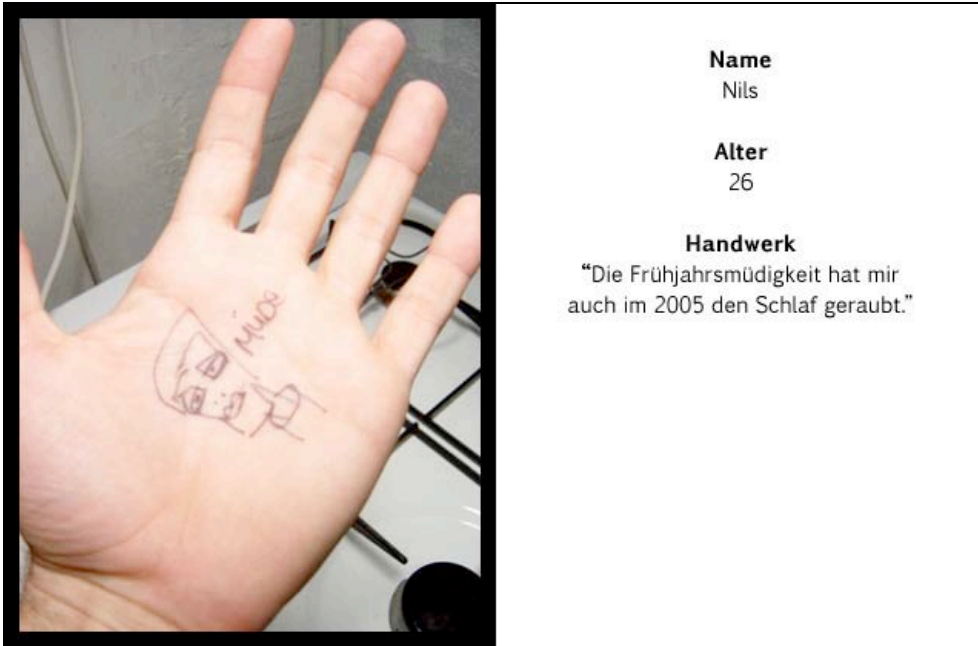 MÜDE
Name
Nils
Alter
26
Handwerk
“Die Frühjahrsmüdigkeit hat mir
auch im 2005 den Schlaf geraubt.”